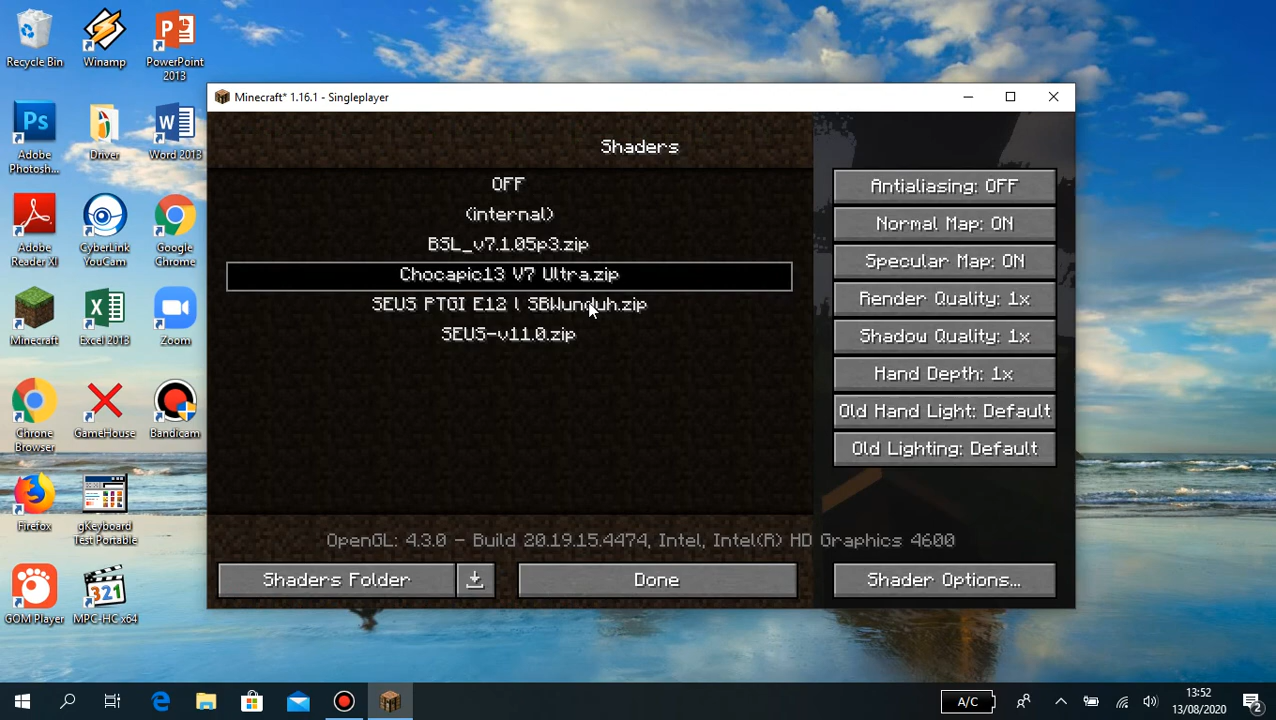 Recycle Bin
Winamp
PowerPoint
2013
Ps
Adobe
Photosh...
Driver
Word 2013
Adobe
Reader XI
CyberLink
YouCam
Google
Chrome
Minecraft
Excel 2013
Zoom
Chrome
Browser
GameHouse
Bandicam
Firefox
gKeyboard
Test Portable
GOM Player
321
MPC-HC x64
Minecraft* 1.16.1 - Singleplayer
Shaders
OFF
(internal)
BSL_v7.1.05p3.zip
Chocapic13 V7 Ultra.zip
SEUS PTGI E12 l SBWunduh.zip
SEUS-v11.0.zip
Antialiasing: OFF
Normal Map: ON
Specular Map: ON
Render Quality: 1x
Shadow Quality: 1x
Hand Depth: 1x
Old Hand Light: Default
Old Lighting: Default
OpenGL: 4.3.0 - Build 20.19.15.4474, Intel, Intel(R) HD Graphics 4600
Shaders Folder
Done
Shader Options...
A/C
13:52
13/08/2020
2